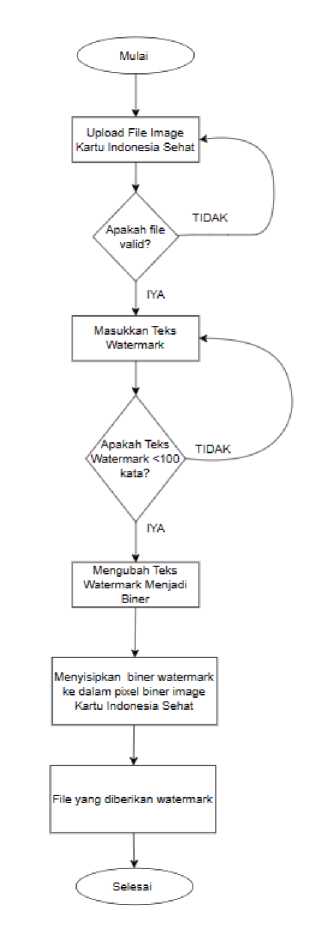 Mulai
Upload File Image
Kartu Indonesia Sehat
Apakah file
valid?
TIDAK
IYA
Masukkan Teks
Watermark
Apakah Teks
Watermark <100
kata?
TIDAK
IYA
Mengubah Teks
Watermark Menjadi
Biner
Menyisipkan biner watermark
ke dalam pixel biner image
Kartu Indonesia Sehat
File yang diberikan watermark
Selesai